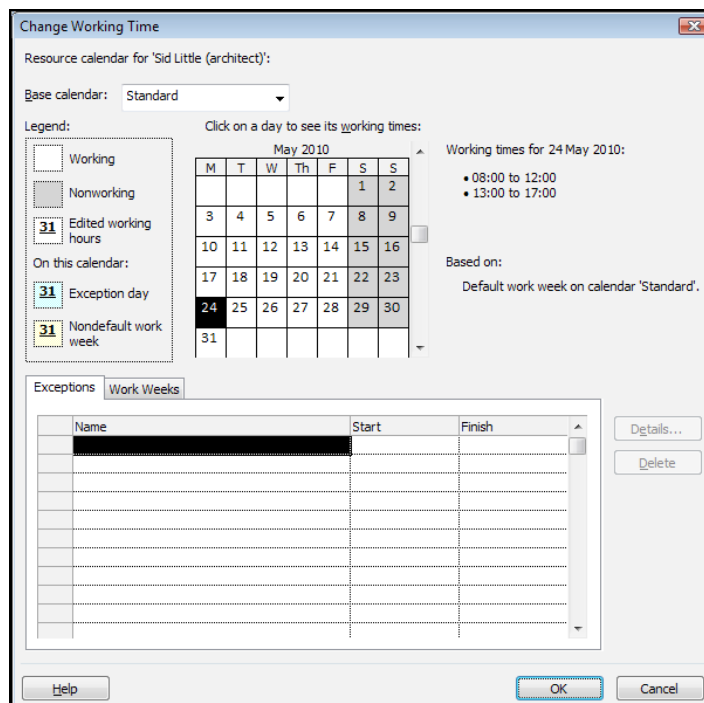 Change Working Time
Resource calendar for 'Sid Little (architect)':
Base calendar: Standard
Legend:
Click on a day to see its working times:
Working
Nonworking
31 Edited working
hours
On this calendar:
31 Exception day
31 Nondefault work
week
May 2010
M T W Th F S S
1 2
3 4 5 6 7 8 9
10 11 12 13 14 15 16
17 18 19 20 21 22 23
24 25 26 27 28 29 30
31
Working times for 24 May 2010:
• 08:00 to 12:00
• 13:00 to 17:00
Based on:
Default work week on calendar 'Standard'.
Exceptions Work Weeks
Name Start Finish
Details...
Delete
Help OK Cancel